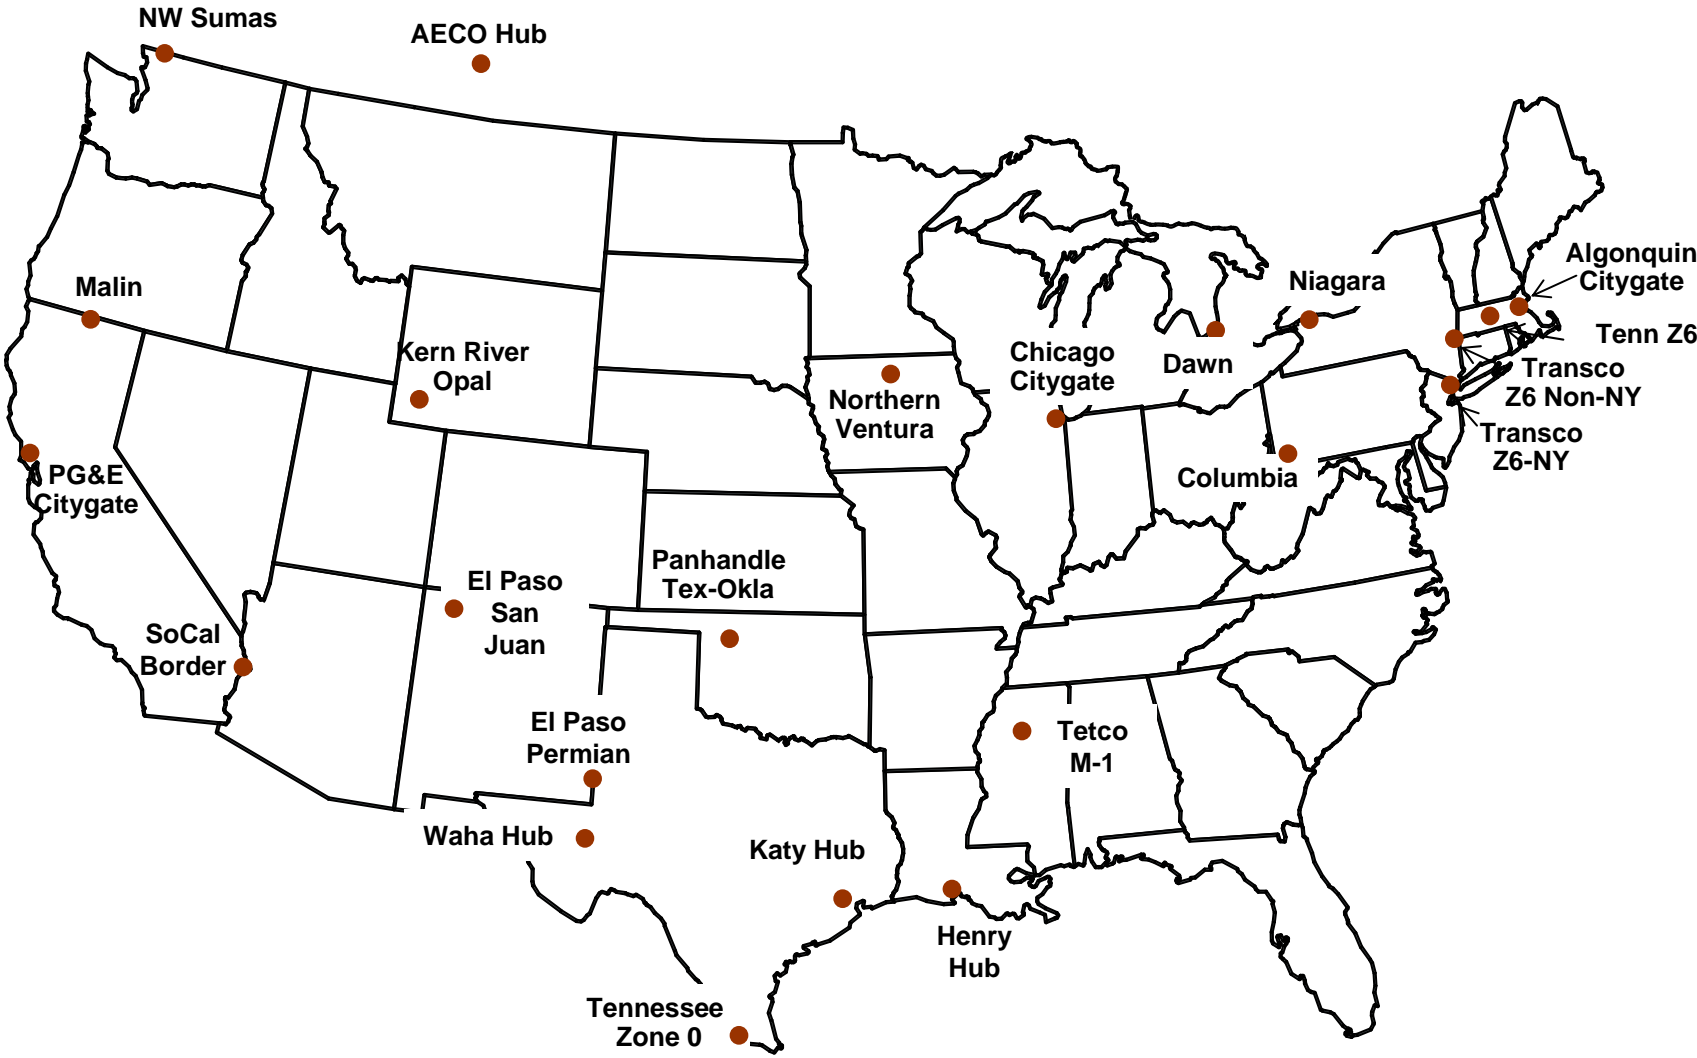 NW Sumas
AECO Hub
Algonquin
Citygate
Malin
Niagara
Tenn Z6
Kern River
Opal
Chicago
Citygate
Dawn
Transco
Z6 Non-NY
Northern
Ventura
Transco
Z6-NY
PG&E
Citygate
Columbia
Panhandle
Tex-Okla
El Paso
San
Juan
SoCal
Border
El Paso
Permian
Tetco
M-1
Waha Hub
Katy Hub
Henry
Hub
Tennessee
Zone 0